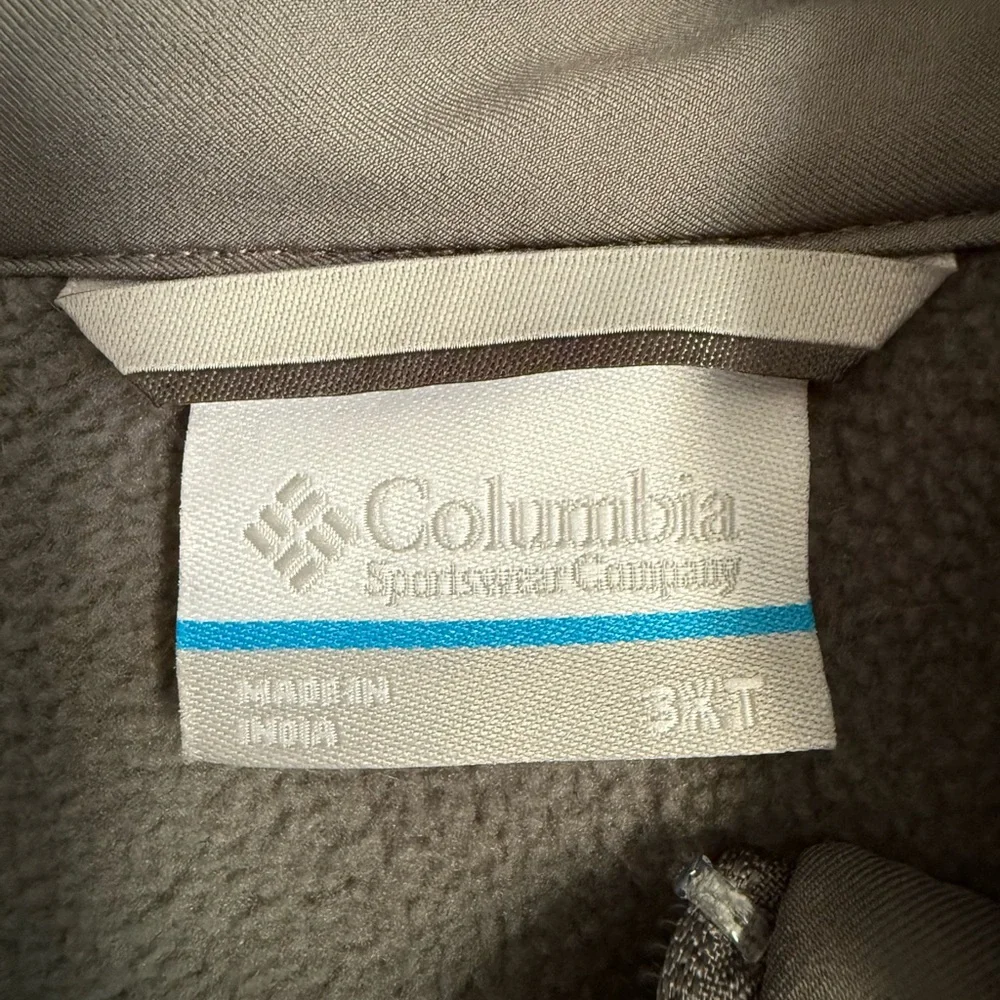 Columbia
Sportswear Company
MADE IN
INDIA
3XT